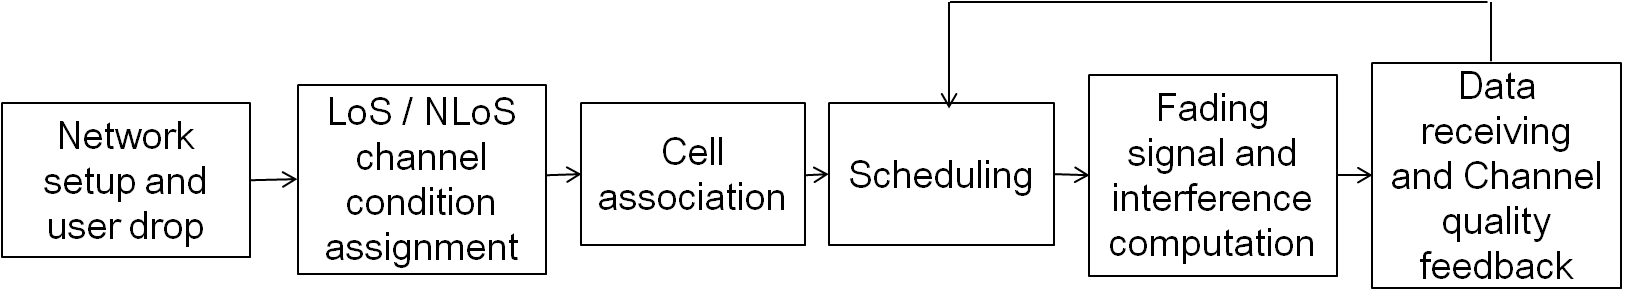 Network
setup and
user drop
LoS / NLoS
channel
condition
assignment
Cell
association
Scheduling
Fading
signal and
interference
computation
Data
receiving
and Channel
quality
feedback